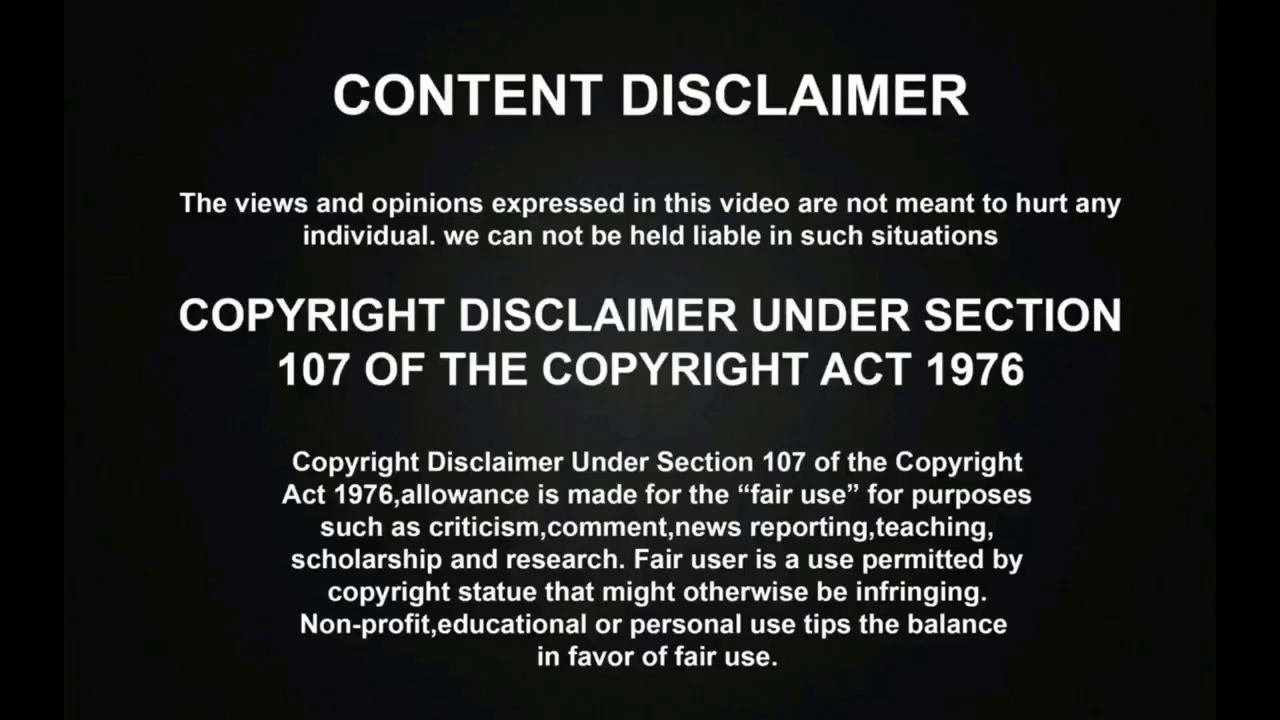 CONTENT DISCLAIMER
The views and opinions expressed in this video are not meant to hurt any
individual. we can not be held liable in such situations
COPYRIGHT DISCLAIMER UNDER SECTION
107 OF THE COPYRIGHT ACT 1976
Copyright Disclaimer Under Section 107 of the Copyright
Act 1976,allowance is made for the “fair use” for purposes
such as criticism,comment,news reporting,teaching,
scholarship and research. Fair user is a use permitted by
copyright statue that might otherwise be infringing.
Non-profit,educational or personal use tips the balance
in favor of fair use.